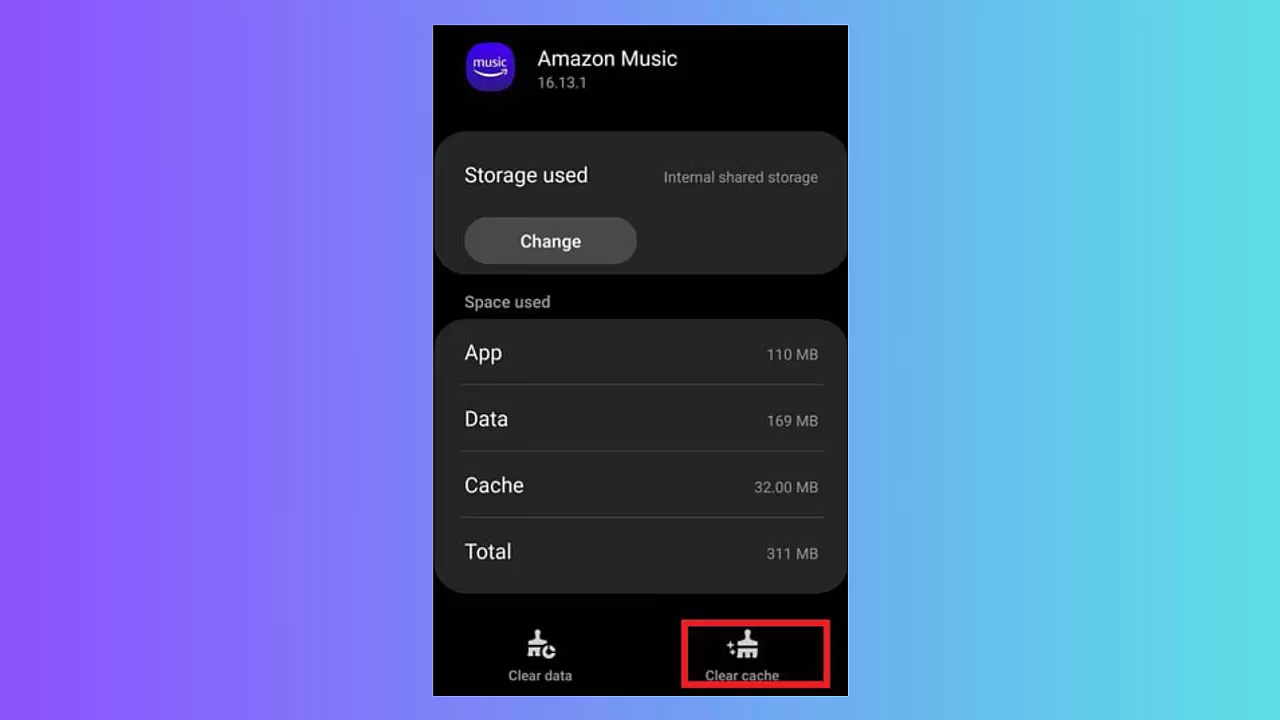 music
Amazon Music
16.13.1
Storage used Internal shared storage
Change
Space used
App 110 MB
Data 169 MB
Cache 32.00 MB
Total 311 MB
Clear data Clear cache